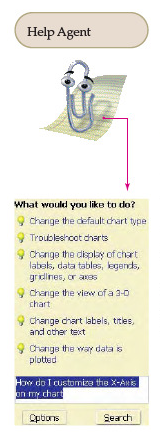 Help Agent
What would you like to do?
Change the default chart type
Troubleshoot charts
Change the display of chart
labels, data tables, legends,
gridlines, or axes
Change the view of a 3-D
chart
Change chart labels, titles,
and other text
Change the way data is
plotted
How do I customize the X-Axis
on my chart
Options
Search